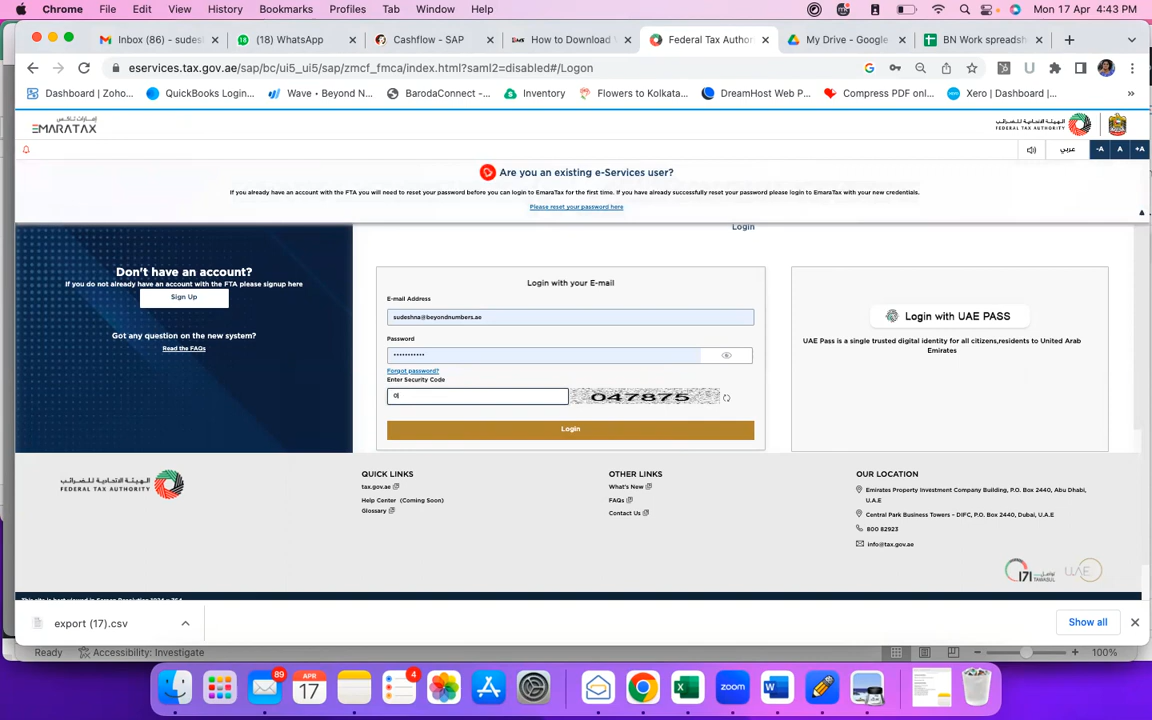 Chrome File Edit View History Bookmarks Profiles Tab Window Help Mon 17 Apr 4:43 PM
Inbox (86) - sudes (18) WhatsApp Cashflow - SAP How to Download Federal Tax Author My Drive - Google BN Work spreadsh
eservices.tax.gov.ae/sap/bc/ui5_ui5/sap/zmcf_fmca/index.html?saml2=disabled#/Logon
Dashboard | Zoho... QuickBooks Login... Wave • Beyond N... BarodaConnect -... Inventory Flowers to Kolkata... DreamHost Web P... Compress PDF onl... Xero | Dashboard |... »
إمارات تاكس
EMARATAX
الهيئة الاتحادية للضرائب
FEDERAL TAX AUTHORITY
عربي -A A +A
Are you an existing e-Services user?
If you already have an account with the FTA you will need to reset your password before you can login to EmaraTax for the first time. If you have already successfully reset your password please login to EmaraTax with your new credentials.
Please reset your password here
Login
Don't have an account?
If you do not already have an account with the FTA please signup here
Sign Up
Got any question on the new system?
Read the FAQs
Login with your E-mail
E-mail Address
sudeshna@beyondnumbers.ae
Password
•••••••••••
Forgot password?
Enter Security Code
0 047875
Login
Login with UAE PASS
UAE Pass is a single trusted digital identity for all citizens,residents to United Arab
Emirates
الهيئة الاتحادية للضرائب
FEDERAL TAX AUTHORITY
QUICK LINKS
tax.gov.ae
Help Center (Coming Soon)
Glossary
OTHER LINKS
What's New
FAQs
Contact Us
OUR LOCATION
Emirates Property Investment Company Building, P.O. Box 2440, Abu Dhabi,
U.A.E
Central Park Business Towers - DIFC, P.O. Box 2440, Dubai, U.A.E
800 82923
info@tax.gov.ae
171 TAWASUL UAE
export (17).csv Show all
Ready Accessibility: Investigate 100%
89 APR 17 4 zoom